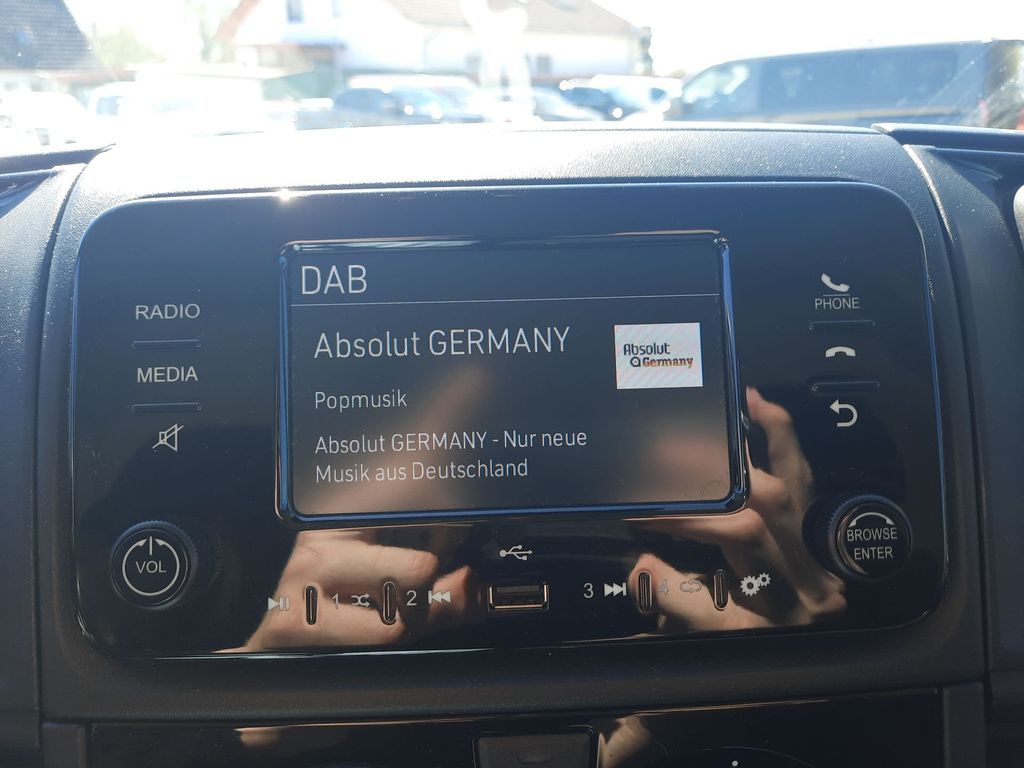 DAB
RADIO
MEDIA
Absolut GERMANY
Absolut
Germany
Popmusik
Absolut GERMANY - Nur neue
Musik aus Deutschland
PHONE
VOL
BROWSE
ENTER
1
2
3
4